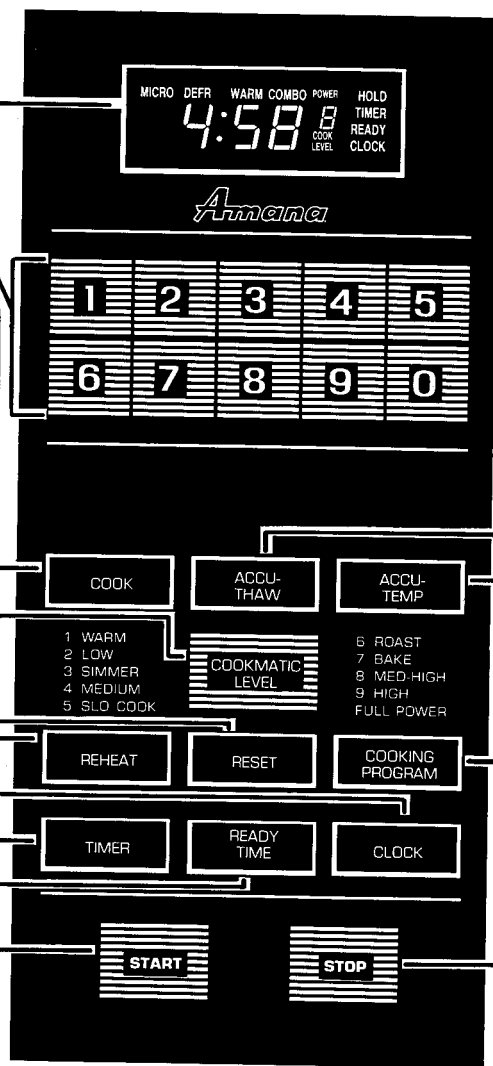 MICRO DEFR WARM COMBO POWER HOLD
TIMER
4:58 8 READY
COOK
LEVEL CLOCK
Amana
1 2 3 4 5
6 7 8 9 0
COOK ACCU-
THAW ACCU-
TEMP
1 WARM
2 LOW
3 SIMMER
4 MEDIUM
5 SLO COOK
COOKMATIC
LEVEL
6 ROAST
7 BAKE
8 MED-HIGH
9 HIGH
FULL POWER
REHEAT RESET COOKING
PROGRAM
TIMER READY
TIME CLOCK
START STOP